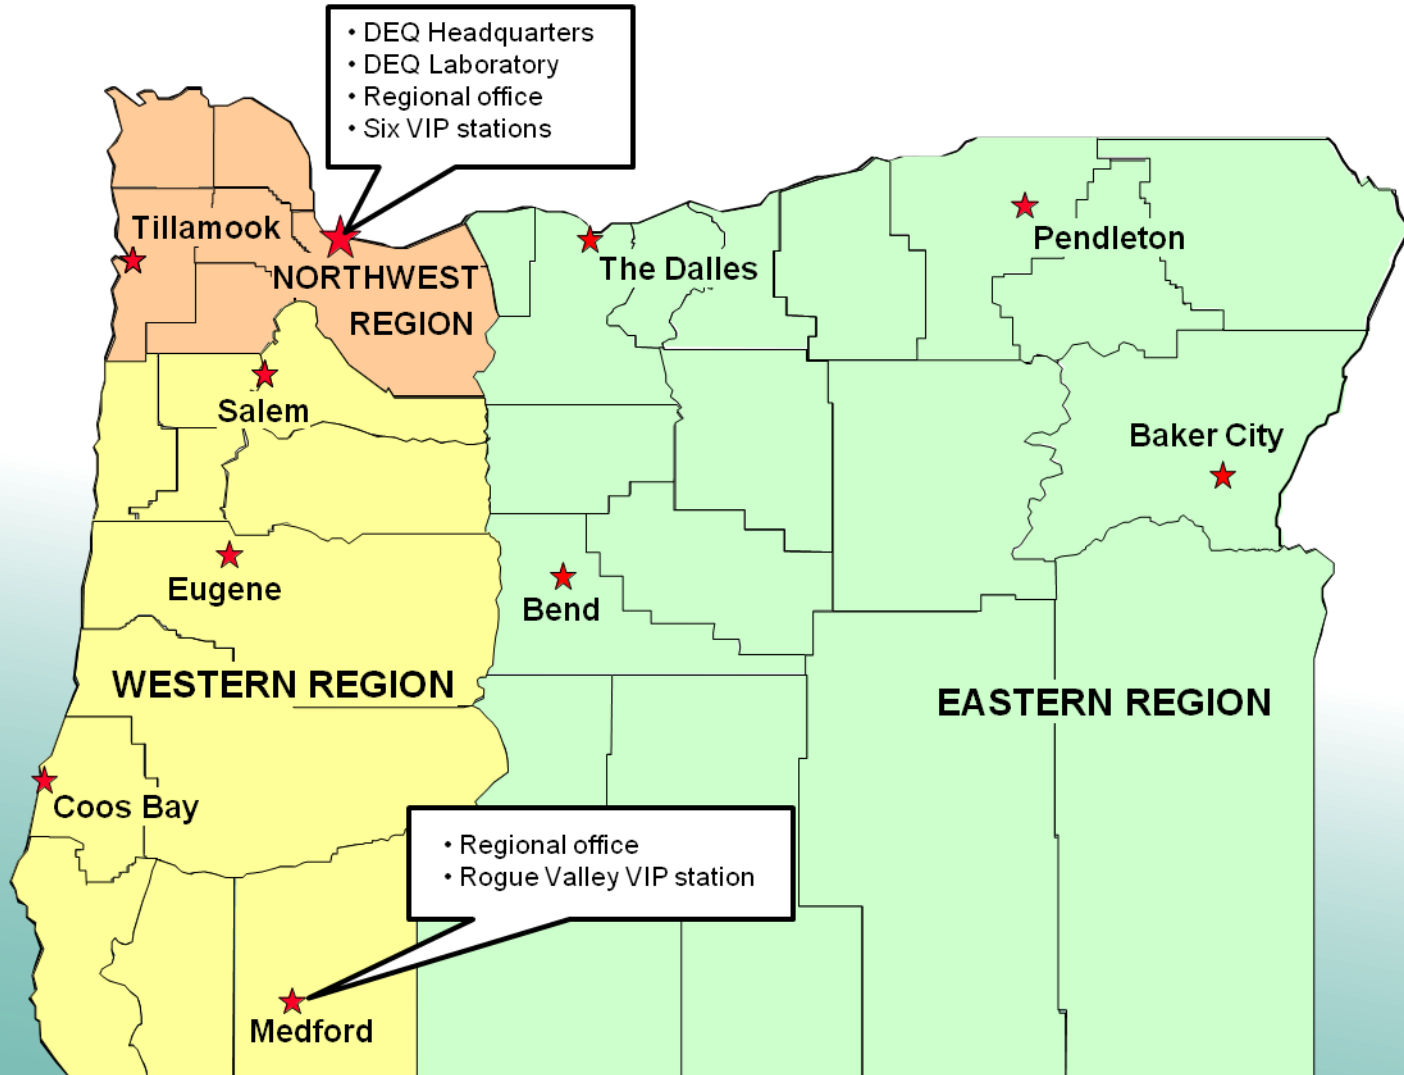 • DEQ Headquarters
• DEQ Laboratory
• Regional office
• Six VIP stations
Tillamook
NORTHWEST
REGION
The Dalles
Pendleton
Salem
Baker City
Eugene
Bend
WESTERN REGION
EASTERN REGION
Coos Bay
• Regional office
• Rogue Valley VIP station
Medford